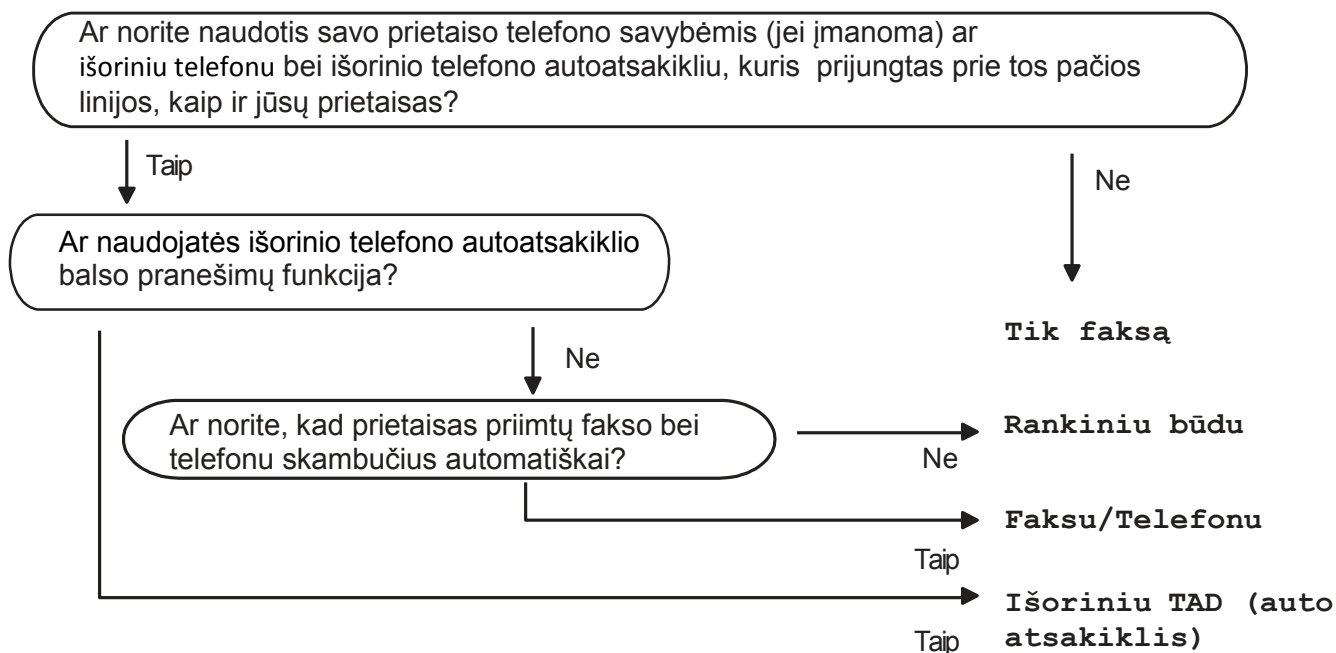 Ar norite naudotis savo prietaiso telefono savybėmis (jei įmanoma) ar
išoriniu telefonu bei išorinio telefono autoatsakikliu, kuris prijungtas prie tos pačios
linijos, kaip ir jūsų prietaisas?
Taip
Ne
Ar naudojatės išorinio telefono autoatsakiklio
balso pranešimų funkcija?
Tik faksą
Ne
Ar norite, kad prietaisas priimtų fakso bei
telefonu skambučius automatiškai?
Ne
Rankiniu būdu
Faksu/Telefonu
Taip
Išoriniu TAD (auto
atsakiklis)
Taip